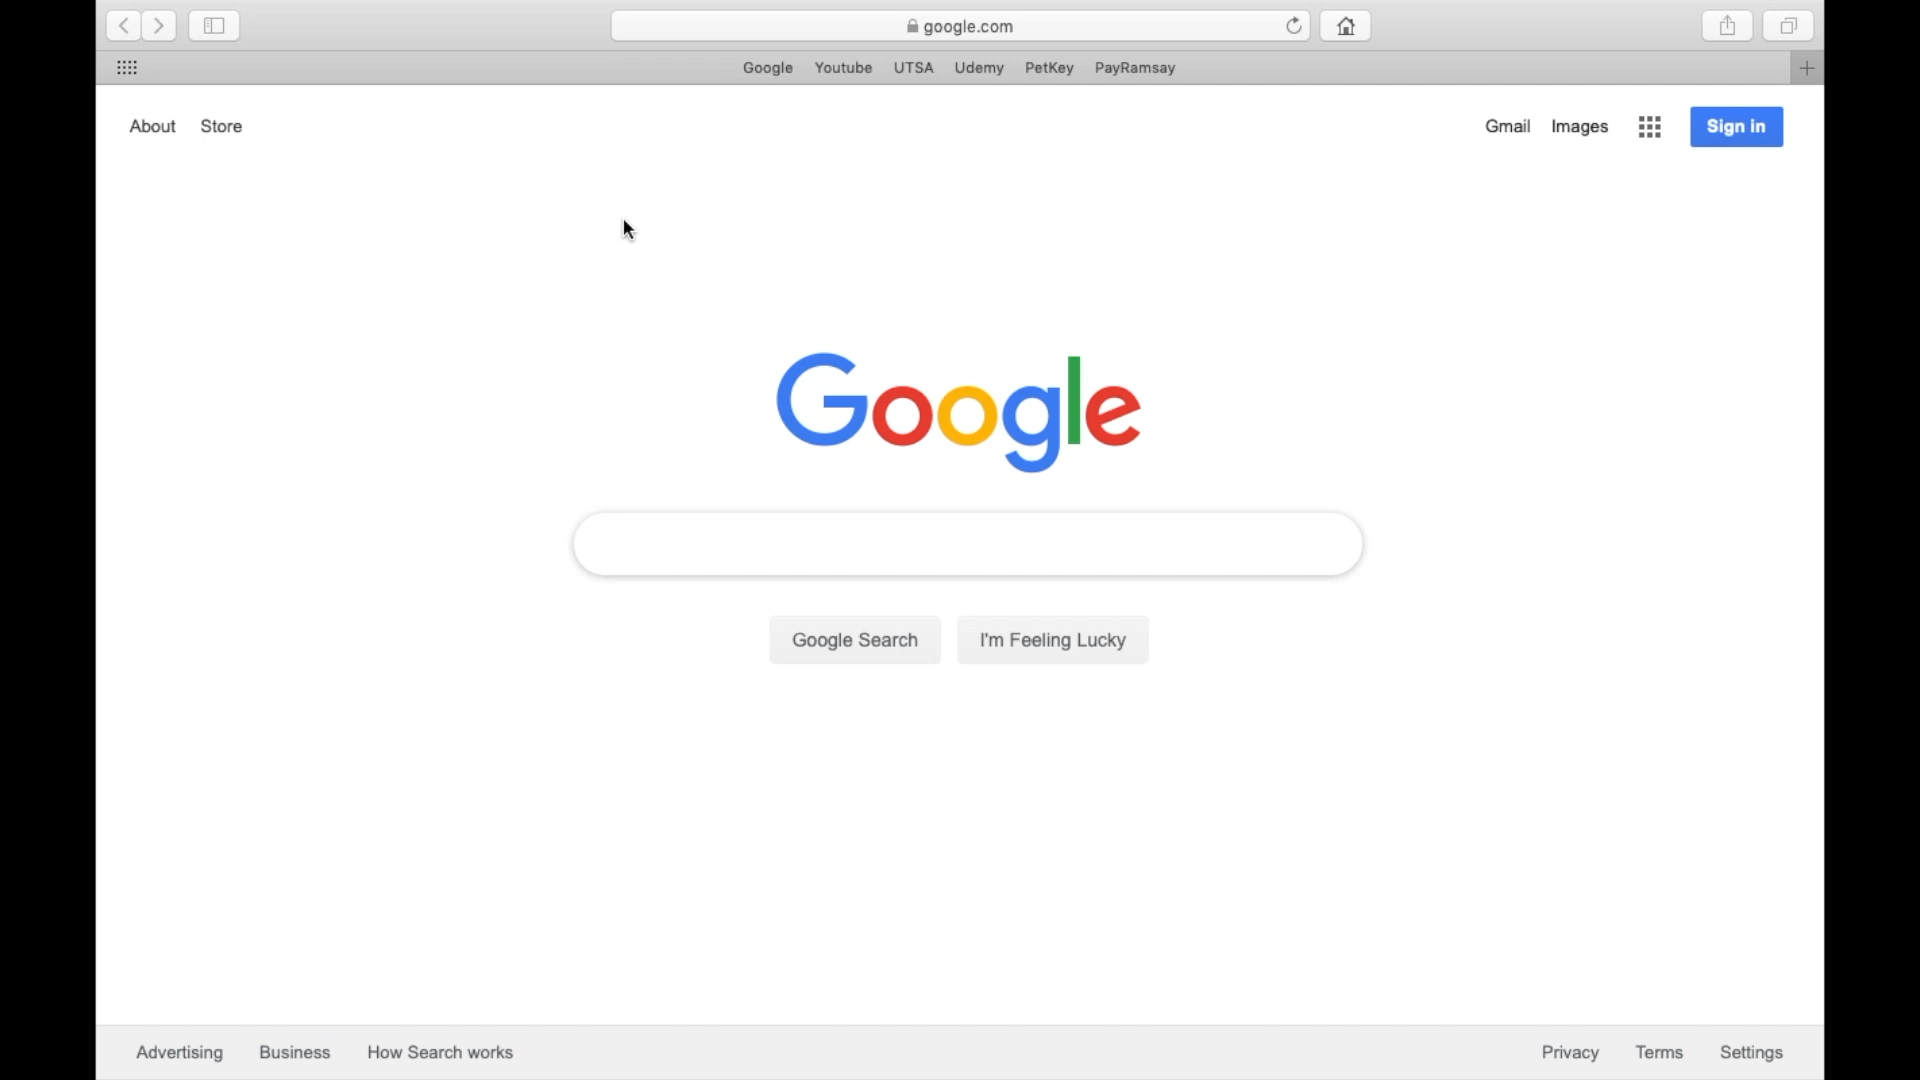 google.com
Google Youtube UTSA Udemy PetKey PayRamsay
About Store Gmail Images Sign in
Google
Google Search I'm Feeling Lucky
Advertising Business How Search works Privacy Terms Settings